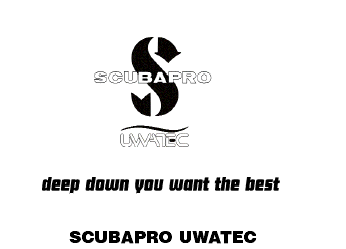 SCUBAPRO
UWATEC
deep down you want the best
SCUBAPRO UWATEC